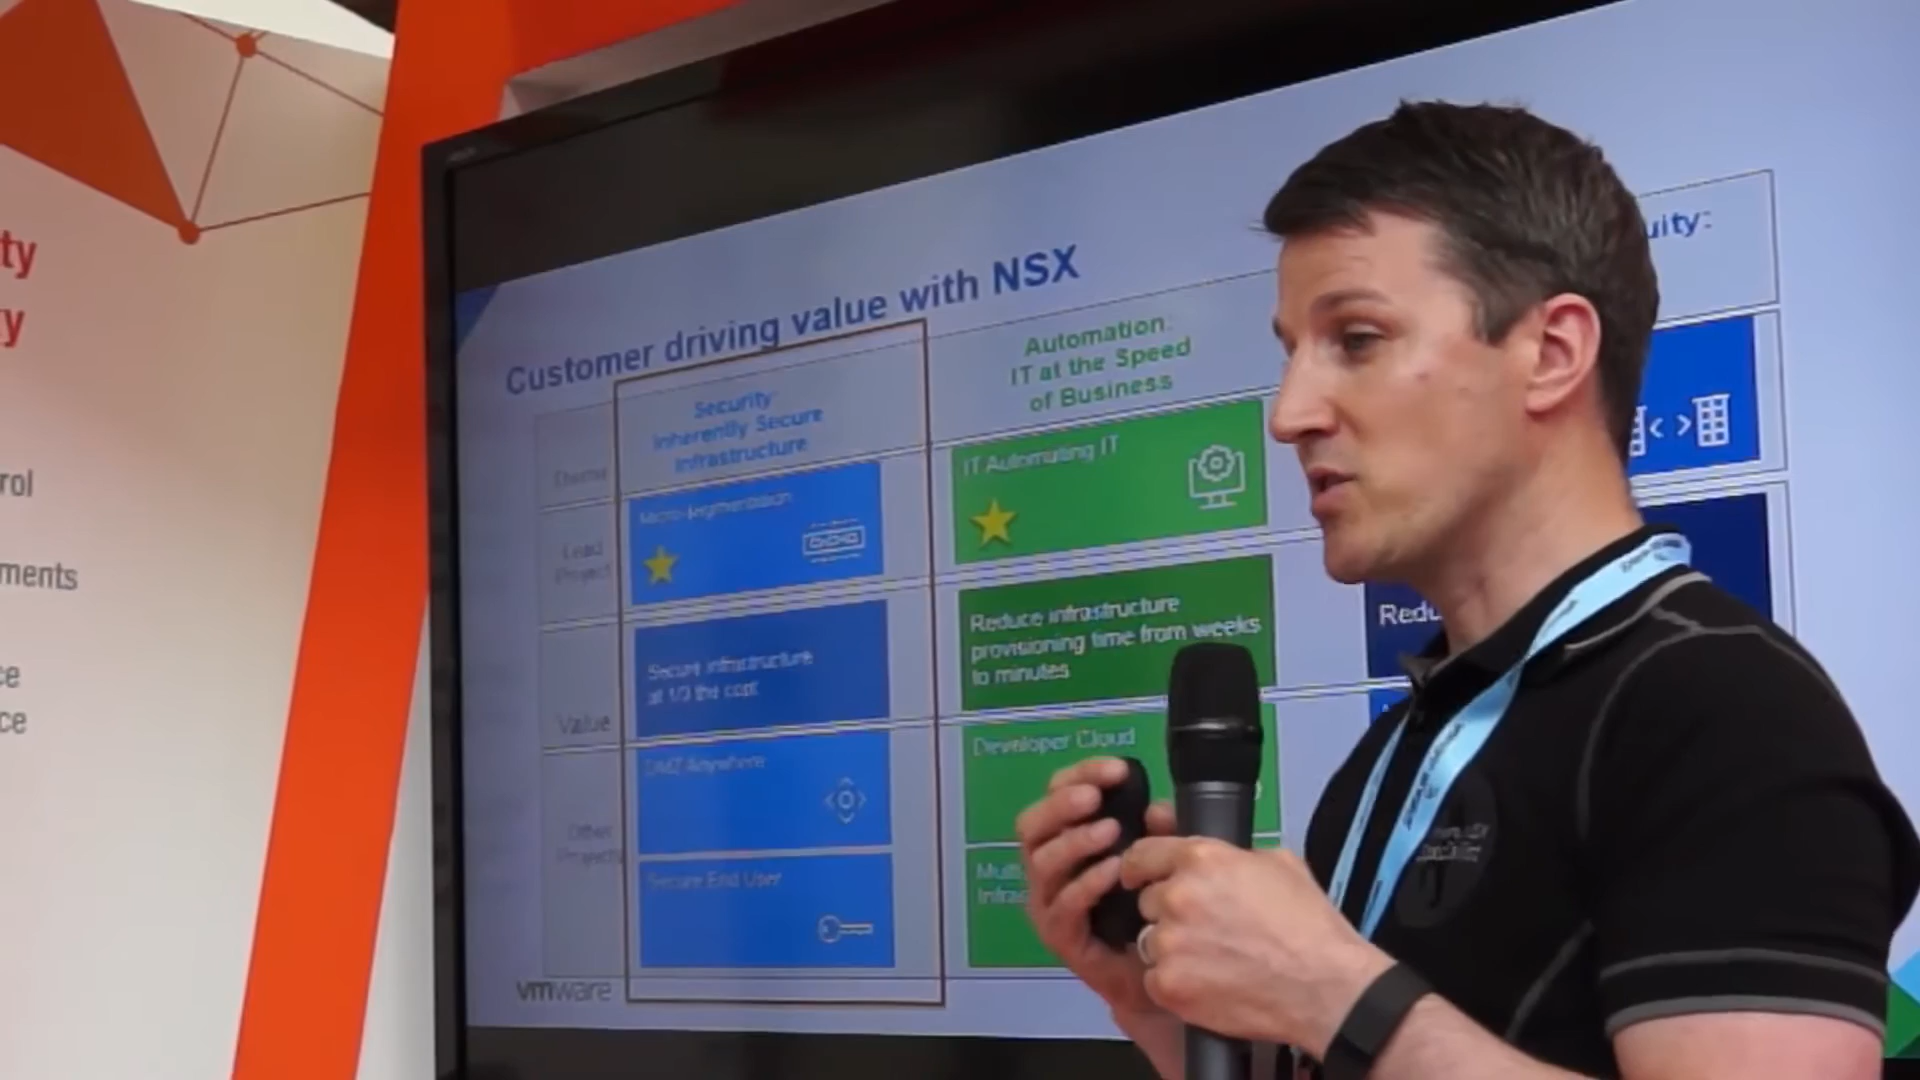 ty
ty
rol
ments
ce
ce
Customer driving value with NSX
Theme
Security:
Inherently Secure
Infrastructure
Automation:
IT at the Speed
of Business
uity:
Lead
Project
Micro-segmentation
IT Automating IT
Value
Secure infrastructure
at 1/3 the cost
Reduce infrastructure
provisioning time from weeks
to minutes
Redu
Other
Projects
DMZ Anywhere
Developer Cloud
Secure End User
Multi
Infras
vmware